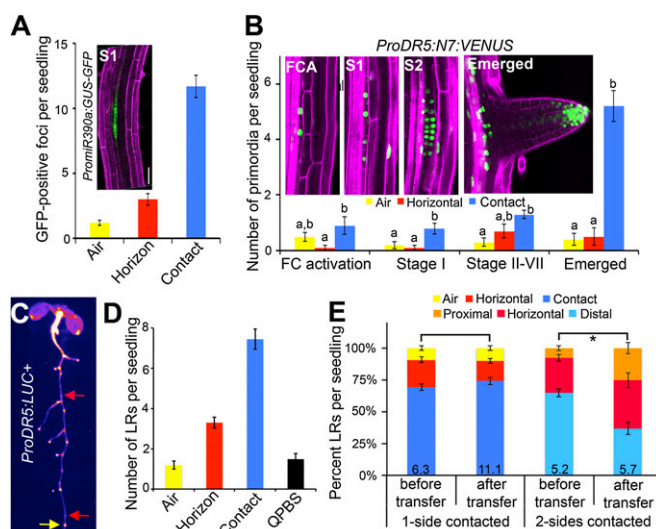 A
GFP-positive foci per seedling
15
10
5
0
PromiR390a:GUS-GFP
S1
Air
Horizon
Contact
B
ProDR5:N7:VENUS
Number of primordia per seedling
6
4
2
0
FCA
S1
S2
Emerged
Air Horizontal Contact
a,b a b
a a b
a a,b b
a a b
FC activation
Stage I
Stage II-VII
Emerged
C
ProDR5:LUC+
D
Number of LRs per seedling
8
6
4
2
0
Air
Horizon
Contact
QPBS
E
Air Horizontal Contact
Proximal Horizontal Distal
*
Percent LRs per seedling
100%
75%
50%
25%
0%
6.3 11.1 5.2 5.7
before transfer
after transfer
before transfer
after transfer
1-side contacted
2-sides contacted